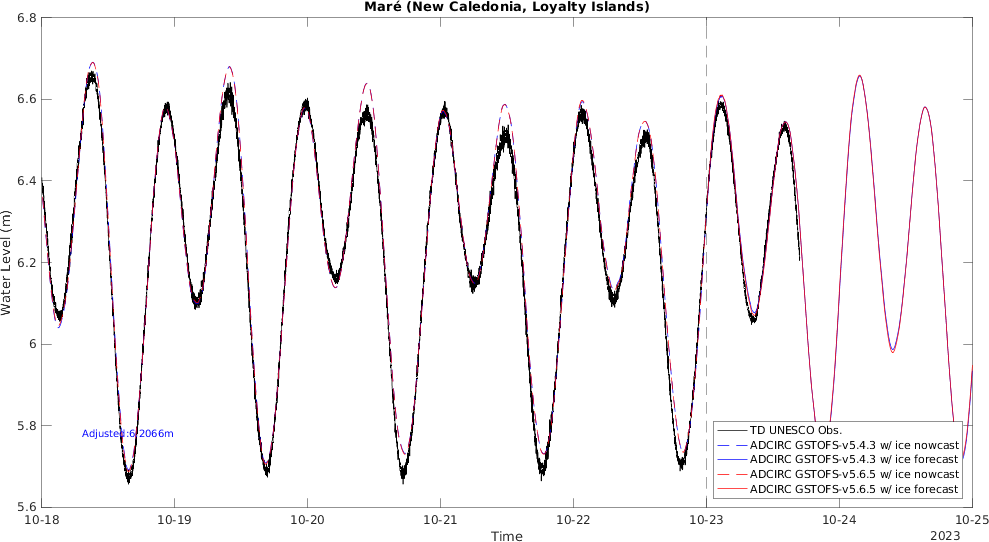 Maré (New Caledonia, Loyalty Islands)
6.8
6.6
6.4
6.2
6
5.8
5.6
Water Level (m)
Adjusted:6.2066m
TD UNESCO Obs.
ADCIRC GSTOFS-v5.4.3 w/ ice nowcast
ADCIRC GSTOFS-v5.4.3 w/ ice forecast
ADCIRC GSTOFS-v5.6.5 w/ ice nowcast
ADCIRC GSTOFS-v5.6.5 w/ ice forecast
10-18 10-19 10-20 10-21 10-22 10-23 10-24 10-25
Time
2023